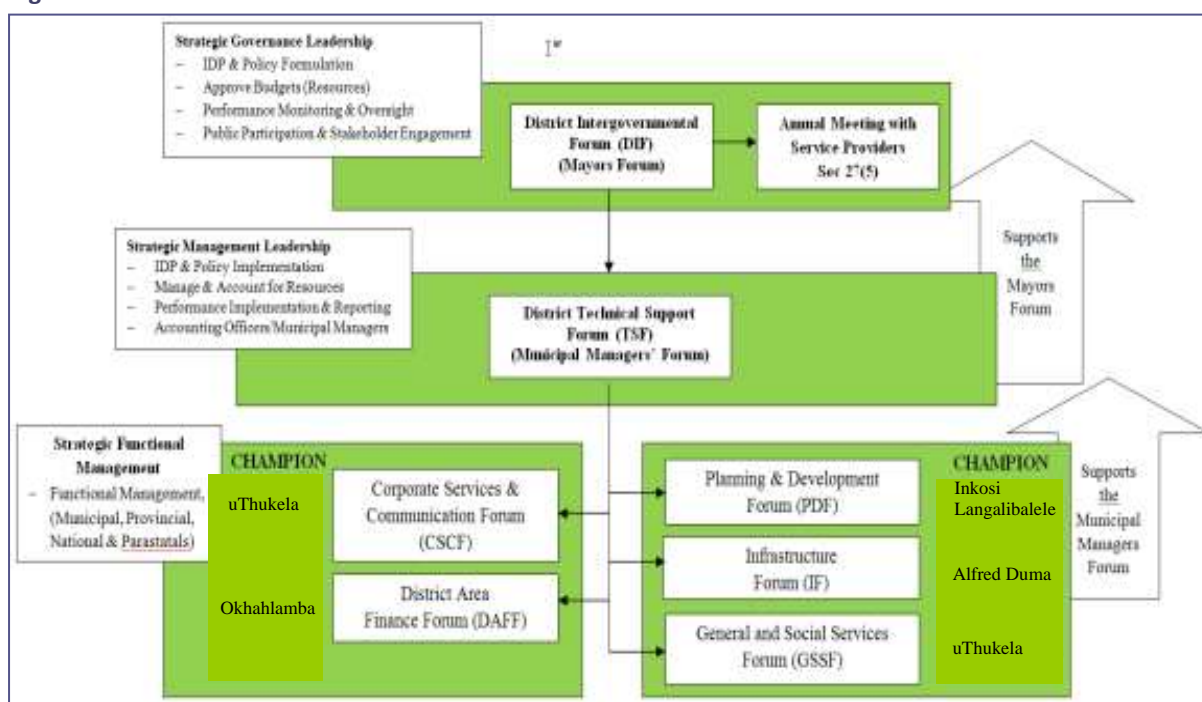 Strategic Governance Leadership
– IDP & Policy Formulation
– Approve Budgets (Resources)
– Performance Monitoring & Oversight
– Public Participation & Stakeholder Engagement
District Intergovernmental
Forum (DIF)
(Mayors Forum)
Annual Meeting with
Service Providers
Sec 27(5)
Strategic Management Leadership
– IDP & Policy Implementation
– Manage & Account for Resources
– Performance Implementation & Reporting
– Accounting Officers/Municipal Managers
District Technical Support
Forum (TSF)
(Municipal Managers' Forum)
Supports
the
Mayors
Forum
Strategic Functional
Management
– Functional Management,
(Municipal, Provincial,
National & Parastatals)
CHAMPION
uThukela
Okhahlamba
Corporate Services &
Communication Forum
(CSCF)
District Area
Finance Forum (DAFF)
Planning & Development
Forum (PDF)
Infrastructure
Forum (IF)
General and Social Services
Forum (GSSF)
CHAMPION
Inkosi
Langalibalele
Alfred Duma
uThukela
Supports
the
Municipal
Managers
Forum